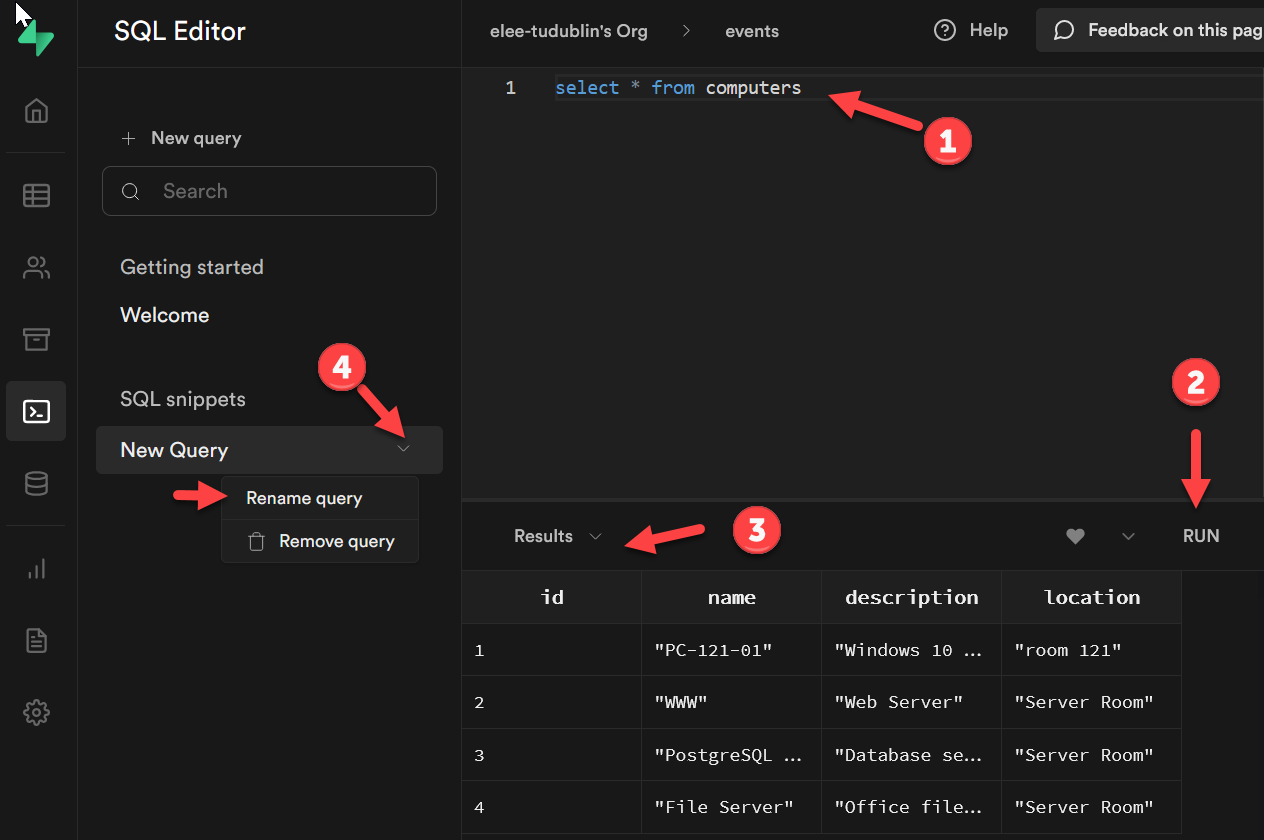 SQL Editor
elee-tudublin's Org > events
Help
Feedback on this pag
+ New query
Search
Getting started
Welcome
SQL snippets
New Query
Rename query
Remove query
1 select * from computers
1
2
3
4
Results
RUN
id name description location
1 "PC-121-01" "Windows 10 ... "room 121"
2 "WWW" "Web Server" "Server Room"
3 "PostgreSQL ... "Database se... "Server Room"
4 "File Server" "Office file... "Server Room"